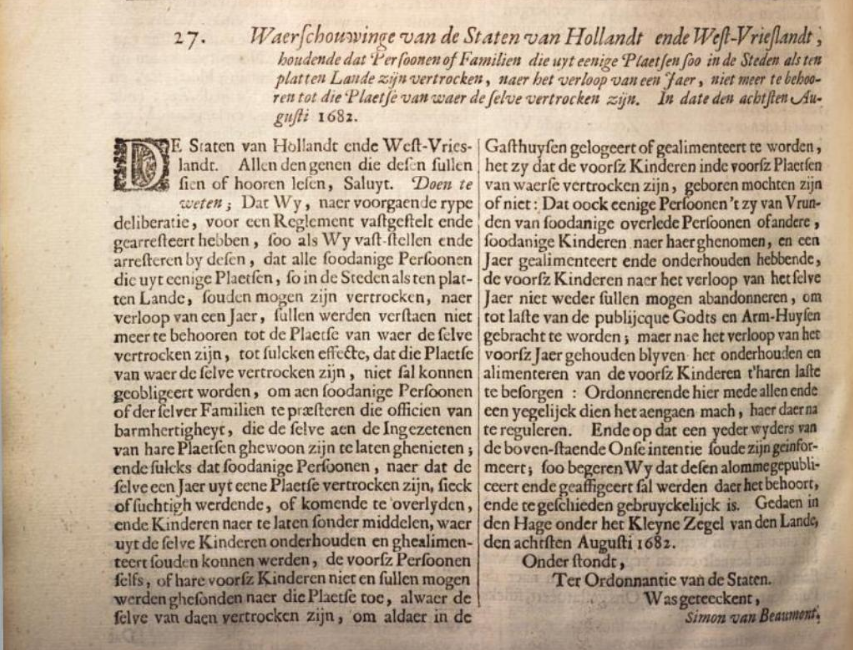 27. Waerschouwinge van de Staten van Hollandt ende West-Vrieslandt,
houdende dat Persoonen of Familien die uyt eenige Plaetsen soo in de Steden als ten
platten Lande zijn vertrocken, naer het verloop van een Jaer, niet meer te behoo-
ren tot die Plaetse van waer de selve vertrocken zijn. In date den achtsten Au-
gusti 1682.
DE Staten van Hollandt ende West-Vries-
landt. Allen den genen die desen sullen
sien of hooren lesen, Saluyt. Doen te
weten; Dat Wy, naer voorgaende rype
deliberatie, voor een Reglement vastgestelt ende
gearresteert hebben, soo als Wy vast-stellen ende
arresteren by desen, dat alle soodanige Persoonen
die uyt eenige Plaetsen, so in de Steden als ten plat-
ten Lande, souden mogen zijn vertrocken, naer
verloop van een Jaer, sullen werden verstaen niet
meer te behooren tot de Plaetse van waer de selve
vertrocken zijn, tot sulcken effecte, dat die Plaetse
van waer de selve vertrocken zijn, niet sal konnen
geobligeert worden, om aen soodanige Persoonen
of der selver Familien te præsteren die officien van
barmhertigheyt, die de selve aen de Ingezetenen
van hare Plaetsen ghewoon zijn te laten ghenieten;
ende sulcks dat soodanige Persoonen, naer dat de
selve een Jaer uyt eene Plaetse vertrocken zijn, sieck
of suchtigh werdende, of komende te overlyden,
ende Kinderen naer te laten sonder middelen, waer
uyt de selve Kinderen onderhouden en ghealimen-
teert souden konnen werden, de voorsz Persoonen
selfs, of hare voorsz Kinderen niet en sullen mogen
werden ghesonden naer die Plaetse toe, alwaer de
selve van daen vertrocken zijn, om aldaer in de
Gasthuysen gelogeert of gealimenteert te worden,
het zy dat de voorsz Kinderen inde voorsz Plaetsen
van waerse vertrocken zijn, geboren mochten zijn
of niet: Dat oock eenige Persoonen 't zy van Vrun-
den van soodanige overlede Persoonen of andere,
soodanige Kinderen naer haer ghenomen, en een
Jaer gealimenteert ende onderhouden hebbende,
de voorsz Kinderen naer het verloop van het selve
Jaer niet weder sullen mogen abandonneren, om
tot laste van de publijcque Godts en Arm-Huysen
gebracht te worden; maer nae het verloop van het
voorsz Jaer gehouden blyven het onderhouden en
alimenteren van de voorsz Kinderen t'haren laste
te besorgen: Ordonnerende hier mede allen ende
een yegelijck dien het aengaen mach, haer daer na
te reguleren. Ende op dat een yeder wyders van
de boven-staende Onse intentie soude zijn geinfor-
meert; soo begeren Wy dat desen alomme gepubli-
ceert ende geaffigeert sal werden daer het behoort,
ende te geschieden gebruyckelijck is. Gedaen in
den Hage onder het Kleyne Zegel van den Lande,
den achtsten Augusti 1682.
Onder stondt,
Ter Ordonnantie van de Staten.
Was geteeckent,
Simon van Beaumont.